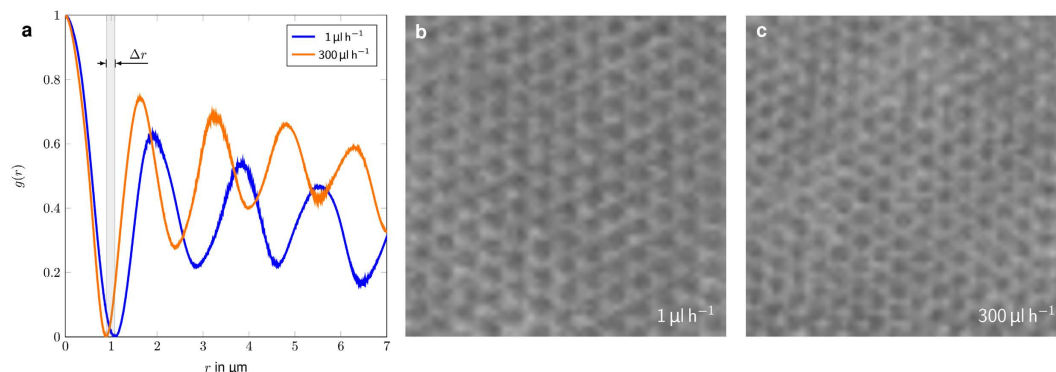 a
1 µl h⁻¹
300 µl h⁻¹
Δr
1
0.8
0.6
0.4
0.2
0
g(r)
0 1 2 3 4 5 6 7
r in µm
b
1 µl h⁻¹
c
300 µl h⁻¹